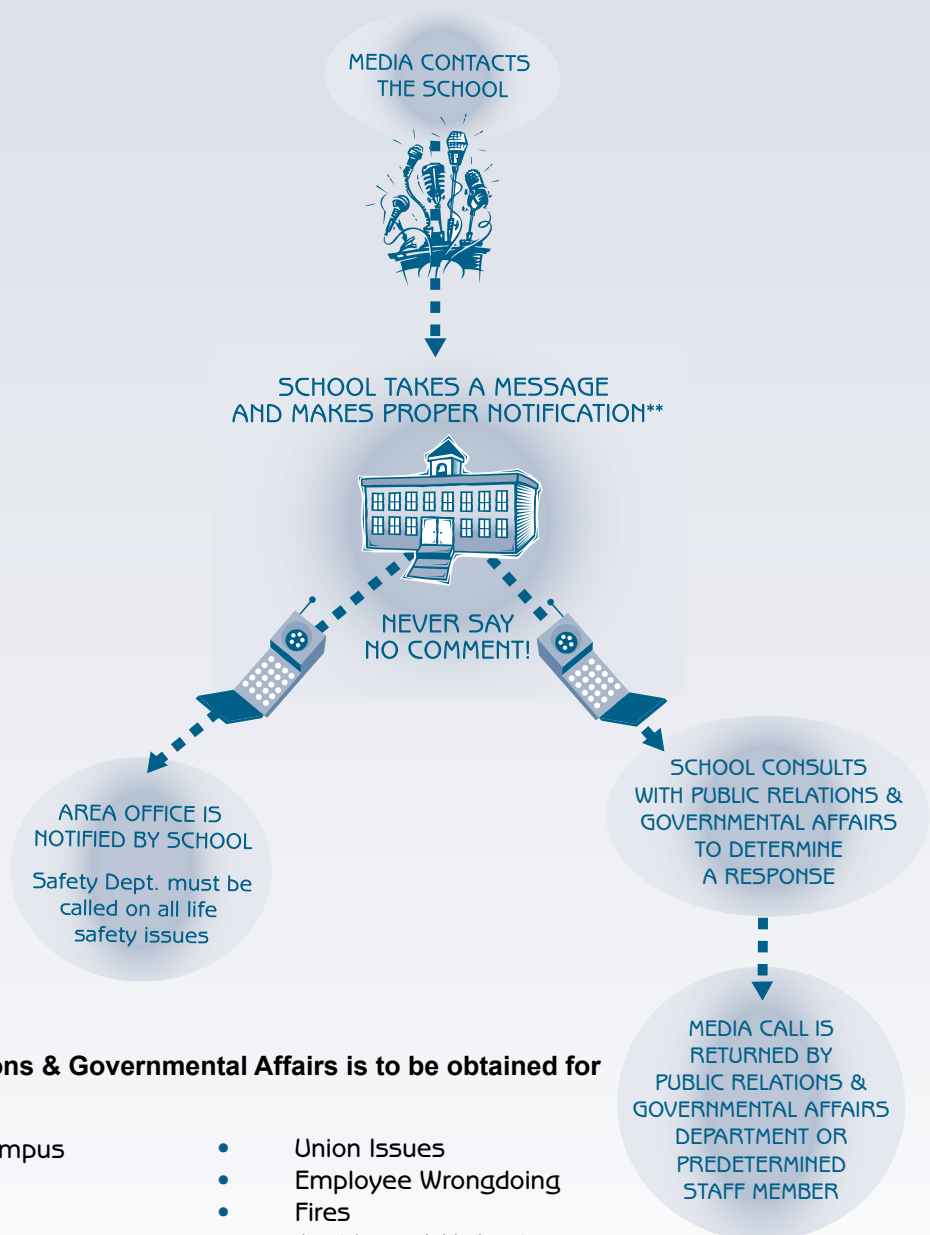 MEDIA CONTACTS
THE SCHOOL
SCHOOL TAKES A MESSAGE
AND MAKES PROPER NOTIFICATION**
NEVER SAY
NO COMMENT!
AREA OFFICE IS
NOTIFIED BY SCHOOL
Safety Dept. must be
called on all life
safety issues
SCHOOL CONSULTS
WITH PUBLIC RELATIONS &
GOVERNMENTAL AFFAIRS
TO DETERMINE
A RESPONSE
MEDIA CALL IS
RETURNED BY
PUBLIC RELATIONS &
GOVERNMENTAL AFFAIRS
DEPARTMENT OR
PREDETERMINED
STAFF MEMBER
ons & Governmental Affairs is to be obtained for
mpus
• Union Issues
• Employee Wrongdoing
• Fires